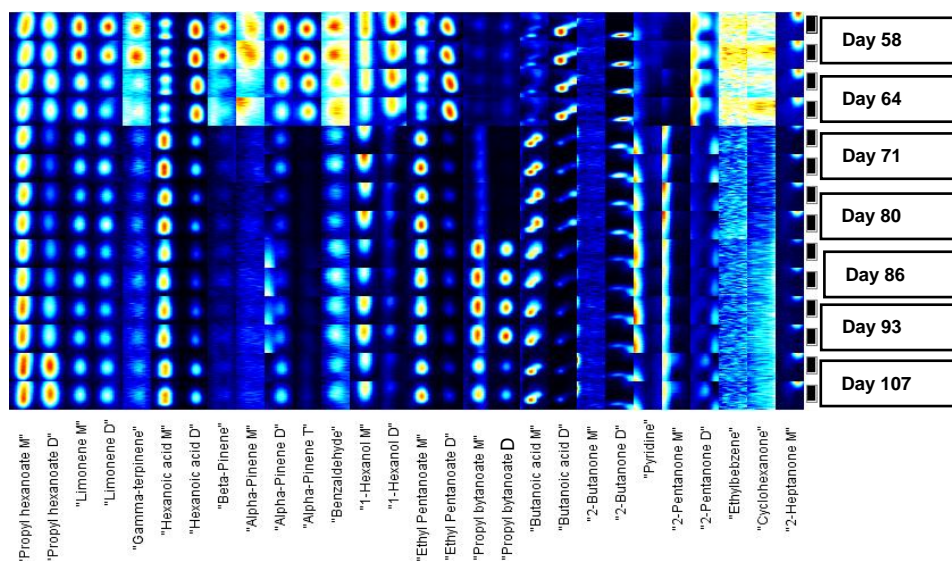 Day 58
Day 64
Day 71
Day 80
Day 86
Day 93
Day 107
"Propyl hexanoate M"
"Propyl hexanoate D"
"Limonene M"
"Limonene D"
"Gamma-terpinene"
"Hexanoic acid M"
"Hexanoic acid D"
"Beta-Pinene"
"Alpha-Pinene M"
"Alpha-Pinene D"
"Alpha-Pinene T"
"Benzaldehyde"
"1-Hexanol M"
"1-Hexanol D"
"Ethyl Pentanoate M"
"Ethyl Pentanoate D"
"Propyl bytanoate M"
"Propyl bytanoate D
"Butanoic acid M"
"Butanoic acid D"
"2-Butanone M"
"2-Butanone D"
"Pyridine"
"2-Pentanone M"
"2-Pentanone D"
"Ethylbebzene"
"Cyclohexanone"
"2-Heptanone M"